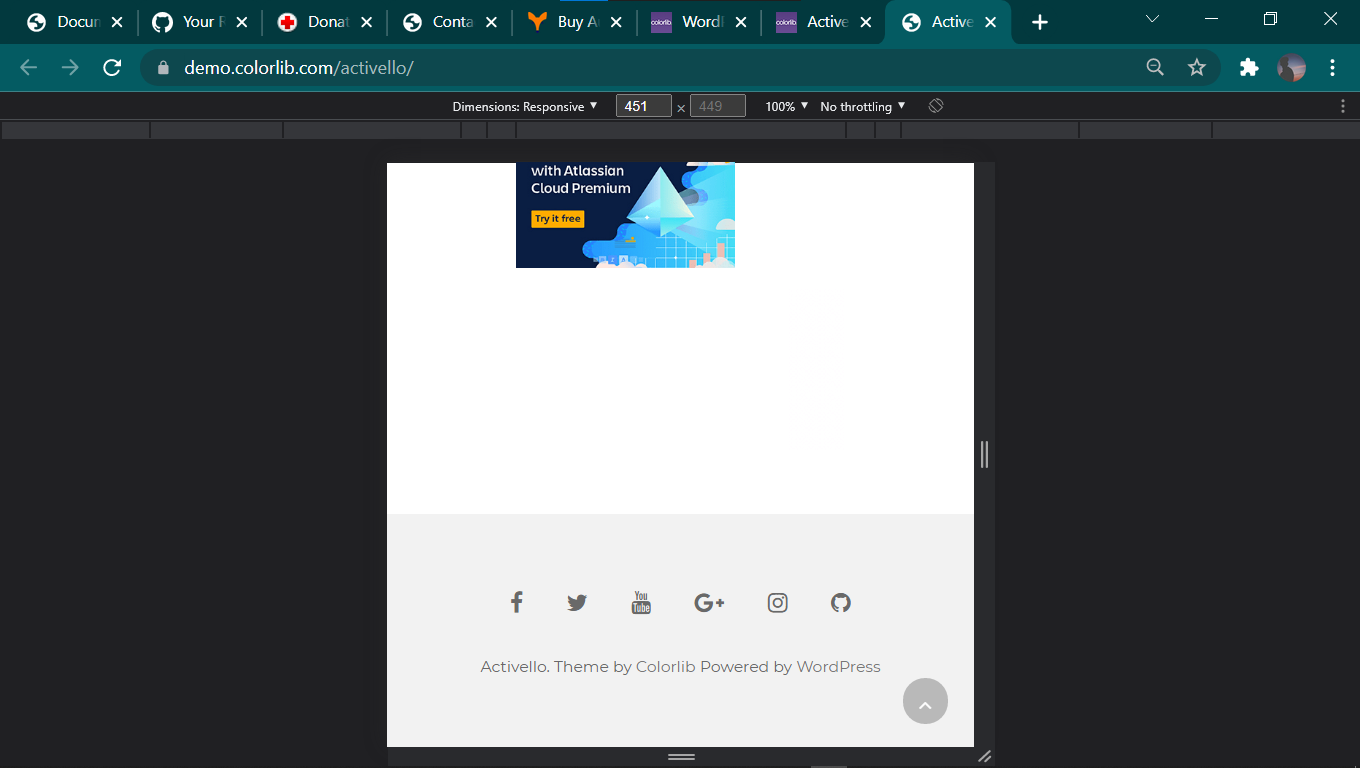 Docun
Your R
Donat
Conta
Buy A
colorlib
Wordl
colorlib
Active
Active
demo.colorlib.com/activello/
Dimensions: Responsive
451
×
449
100%
No throttling
with Atlassian
Cloud Premium
Try it free
You
Tube
G+
Activello. Theme by Colorlib Powered by WordPress